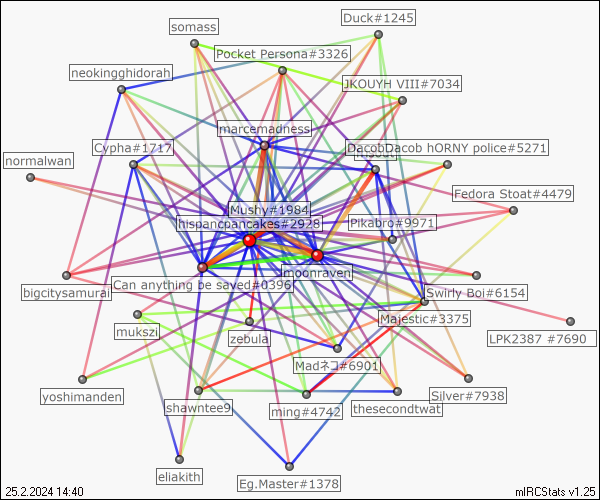 Duck#1245
somass
Pocket Persona#3326
neokingghidorah
JKOUYH VIII#7034
marcemadness
Cypha#1717
DacobDacob hORNY police#5271
normalwan
Fedora Stoat#4479
Mushy#1984
hispancpancakes#2928
Pikabro#9971
imoonraven
Can anything be saved#0396
bigcitysamurai
Swirly Boi#6154
Majestic#3375
mukszi
zebula
LPK2387 #7690
Madネコ#6901
yoshimanden
Silver#7938
shawntee9
ming#4742
thesecondtwat
eliakith
Eg.Master#1378
25.2.2024 14:40
mIRCStats v1.25